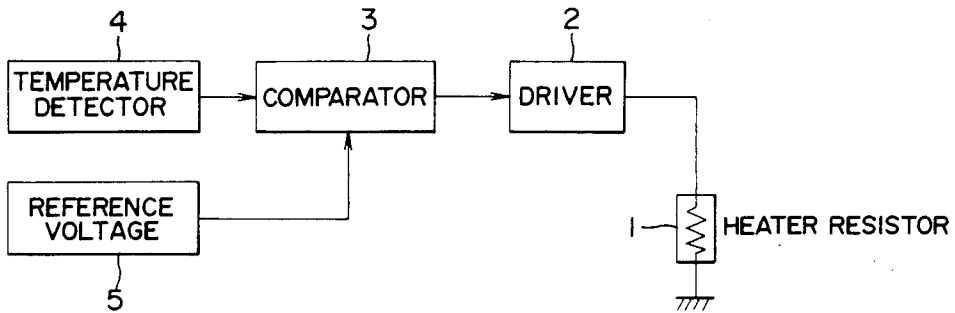 4
3
2
TEMPERATURE
DETECTOR
COMPARATOR
DRIVER
REFERENCE
VOLTAGE
1
HEATER RESISTOR
5